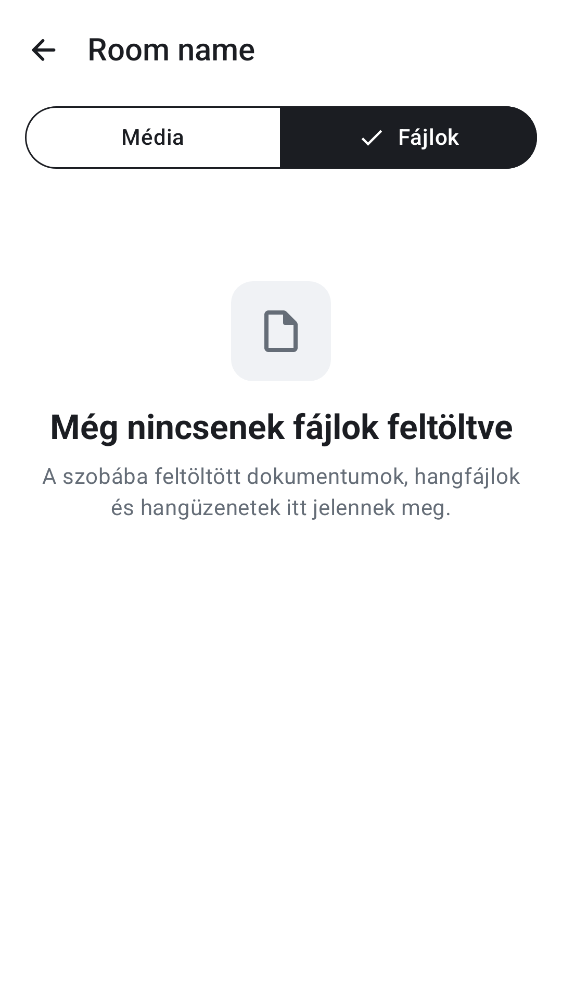 Room name
Média
Fájlok
Még nincsenek fájlok feltöltve
A szobába feltöltött dokumentumok, hangfájlok
és hangüzenetek itt jelennek meg.